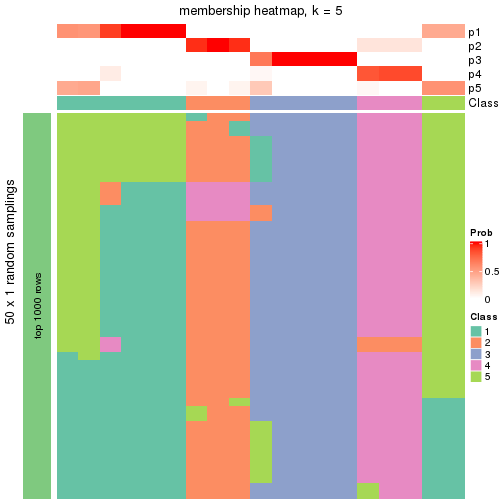 membership heatmap, k = 5
p1
p2
p3
p4
p5
Class
50 x 1 random samplings
top 1000 rows
Prob
1
0.5
0
Class
1
2
3
4
5